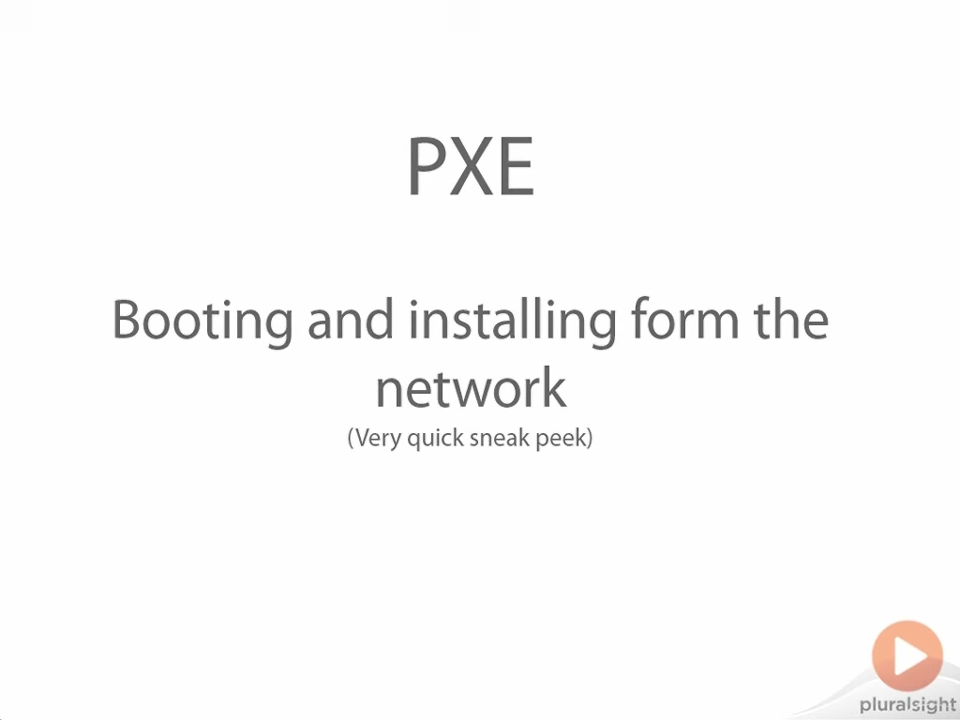 PXE
Booting and installing form the
network
(Very quick sneak peek)
pluralsight